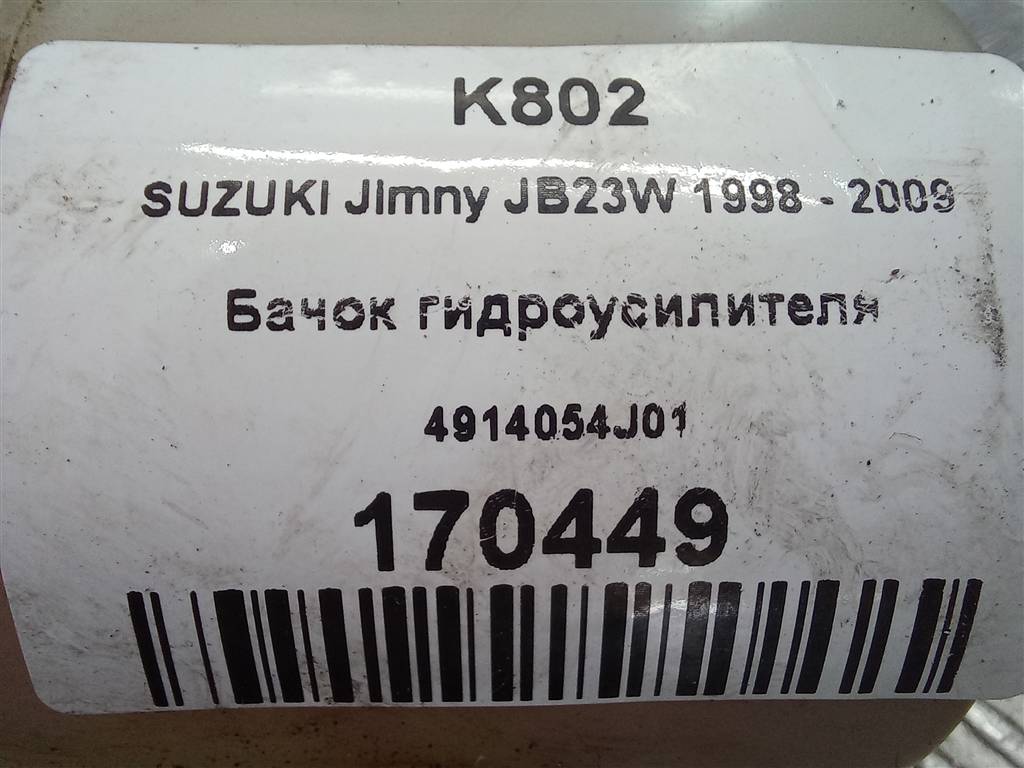 K802
SUZUKI Jimny JB23W 1998 - 2009
Бачок гидроусилителя
4914054J01
170449